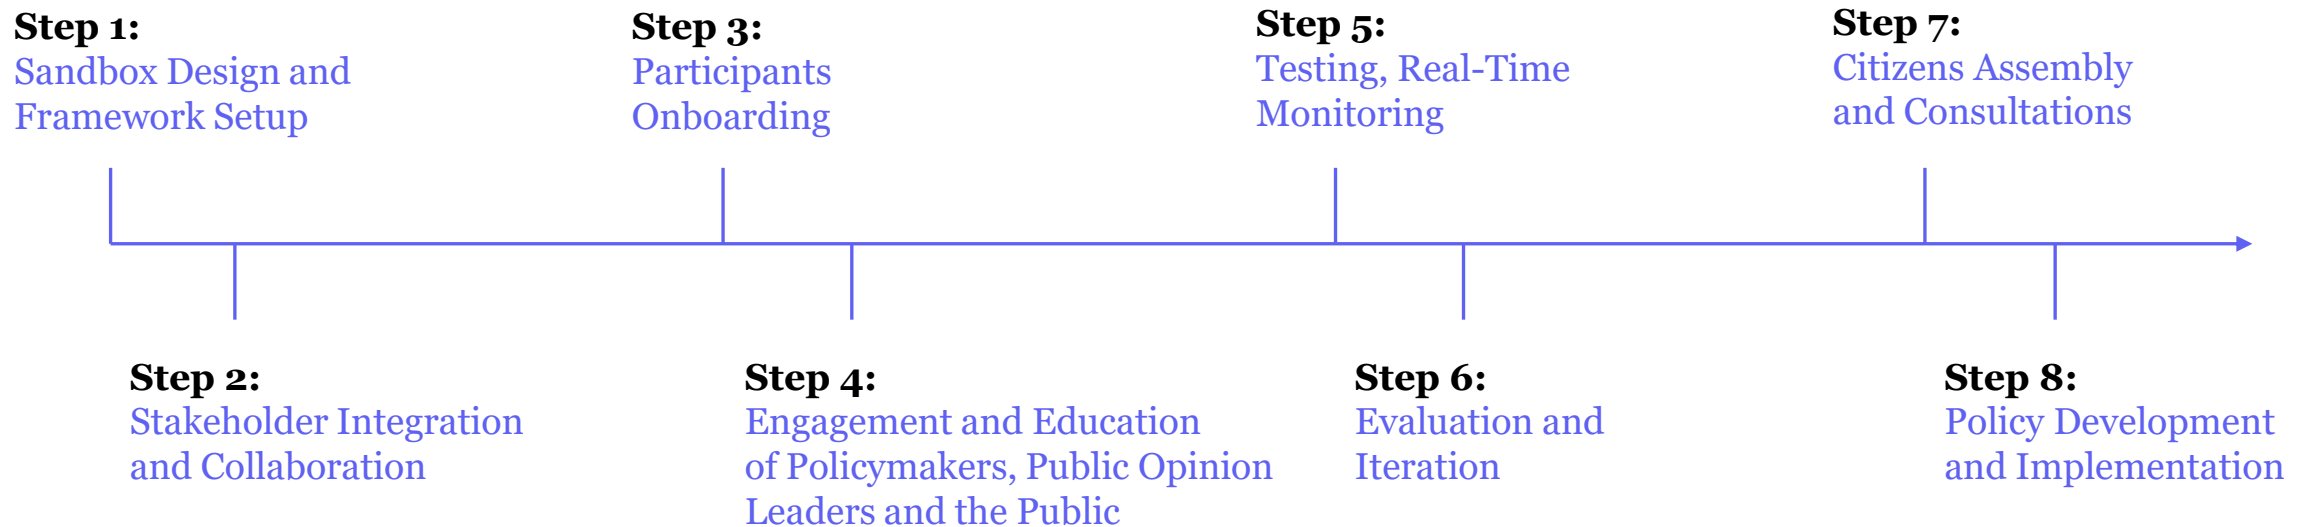 Step 1:
Sandbox Design and
Framework Setup
Step 2:
Stakeholder Integration
and Collaboration
Step 3:
Participants
Onboarding
Step 4:
Engagement and Education
of Policymakers, Public Opinion
Leaders and the Public
Step 5:
Testing, Real-Time
Monitoring
Step 6:
Evaluation and
Iteration
Step 7:
Citizens Assembly
and Consultations
Step 8:
Policy Development
and Implementation